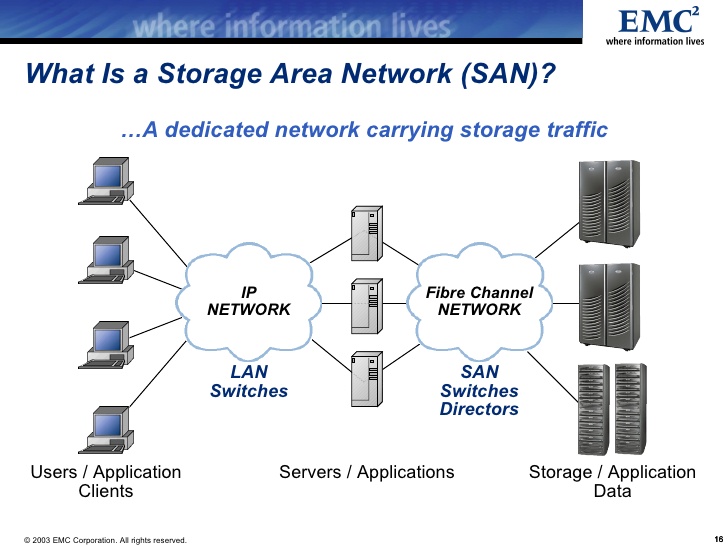 where information lives
EMC²
where information lives
What Is a Storage Area Network (SAN)?
…A dedicated network carrying storage traffic
IP
NETWORK
Fibre Channel
NETWORK
LAN
Switches
SAN
Switches
Directors
Users / Application
Clients
Servers / Applications
Storage / Application
Data
© 2003 EMC Corporation. All rights reserved.
16